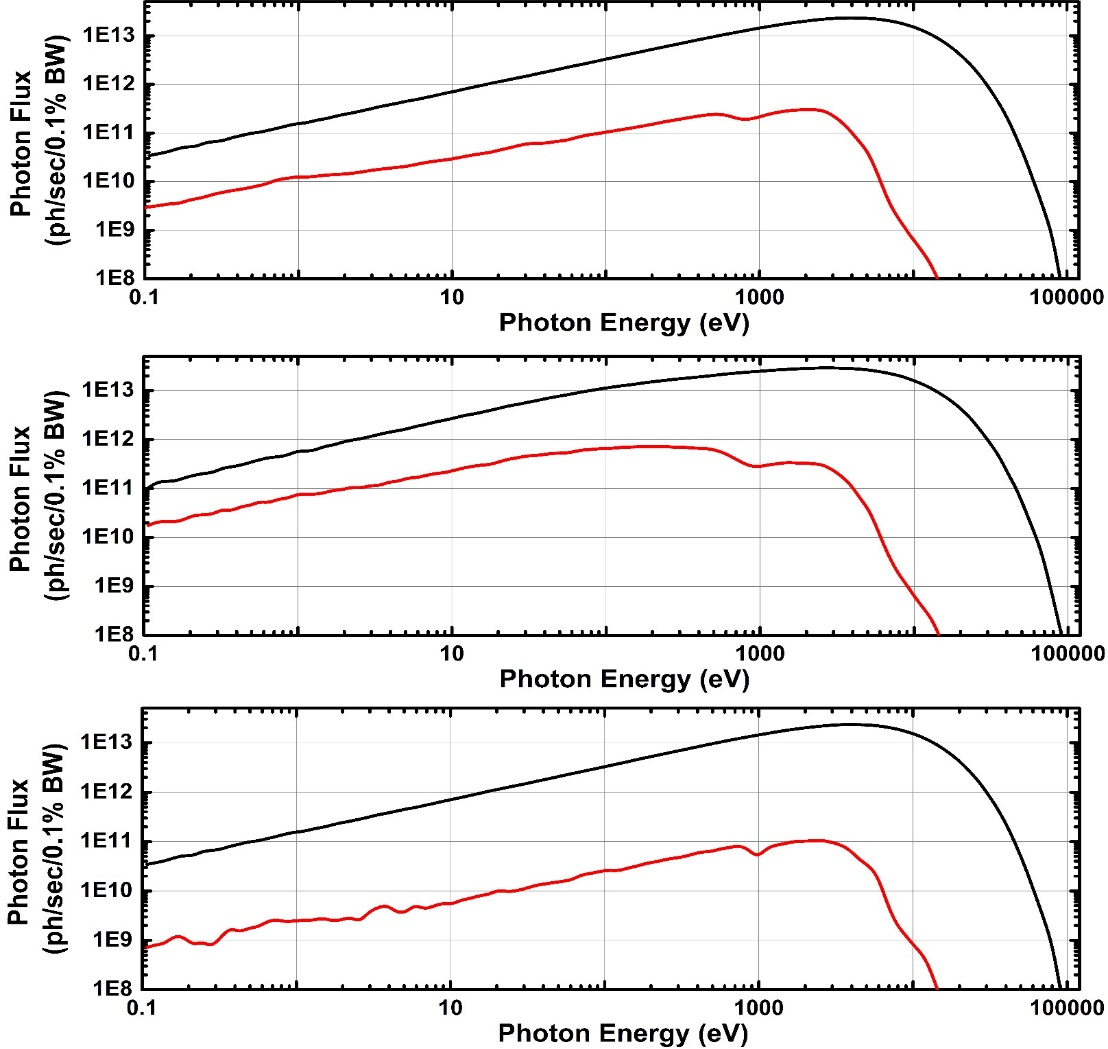 Photon Flux
(ph/sec/0.1% BW)
1E13
1E12
1E11
1E10
1E9
1E8
0.1 10 1000 100000
Photon Energy (eV)
Photon Flux
(ph/sec/0.1% BW)
1E13
1E12
1E11
1E10
1E9
1E8
0.1 10 1000 100000
Photon Energy (eV)
Photon Flux
(ph/sec/0.1% BW)
1E13
1E12
1E11
1E10
1E9
1E8
0.1 10 1000 100000
Photon Energy (eV)